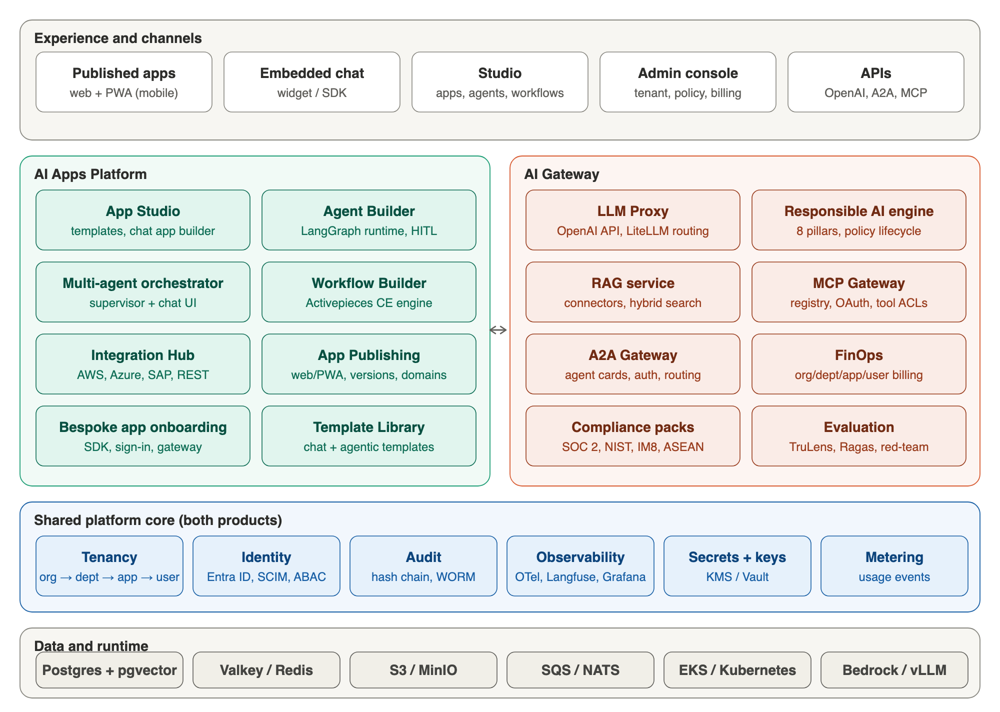 Experience and channels
Published apps
web + PWA (mobile)
Embedded chat
widget / SDK
Studio
apps, agents, workflows
Admin console
tenant, policy, billing
APIs
OpenAI, A2A, MCP
AI Apps Platform
App Studio
templates, chat app builder
Agent Builder
LangGraph runtime, HITL
Multi-agent orchestrator
supervisor + chat UI
Workflow Builder
Activepieces CE engine
Integration Hub
AWS, Azure, SAP, REST
App Publishing
web/PWA, versions, domains
Bespoke app onboarding
SDK, sign-in, gateway
Template Library
chat + agentic templates
AI Gateway
LLM Proxy
OpenAI API, LiteLLM routing
Responsible AI engine
8 pillars, policy lifecycle
RAG service
connectors, hybrid search
MCP Gateway
registry, OAuth, tool ACLs
A2A Gateway
agent cards, auth, routing
FinOps
org/dept/app/user billing
Compliance packs
SOC 2, NIST, IM8, ASEAN
Evaluation
TruLens, Ragas, red-team
Shared platform core (both products)
Tenancy
org → dept → app → user
Identity
Entra ID, SCIM, ABAC
Audit
hash chain, WORM
Observability
OTel, Langfuse, Grafana
Secrets + keys
KMS / Vault
Metering
usage events
Data and runtime
Postgres + pgvector
Valkey / Redis
S3 / MinIO
SQS / NATS
EKS / Kubernetes
Bedrock / vLLM